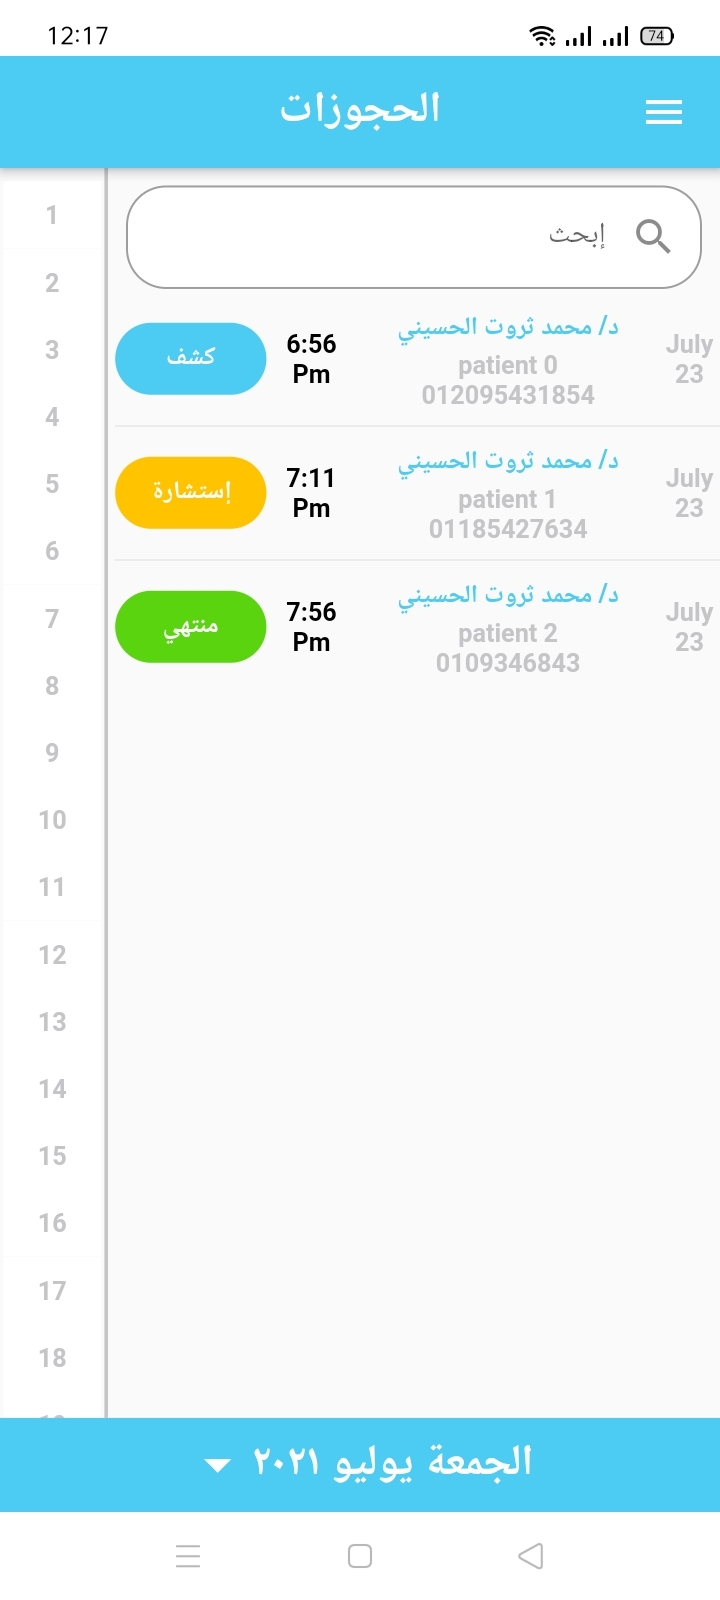 12:17
74
الحجوزات
إبحث
د/ محمد ثروت الحسيني
patient 0
012095431854
July
23
6:56
Pm
كشف
د/ محمد ثروت الحسيني
patient 1
01185427634
July
23
7:11
Pm
إستشارة
د/ محمد ثروت الحسيني
patient 2
0109346843
July
23
7:56
Pm
منتهي
1
2
3
4
5
6
7
8
9
10
11
12
13
14
15
16
17
18
الجمعة يوليو ٢٠٢١